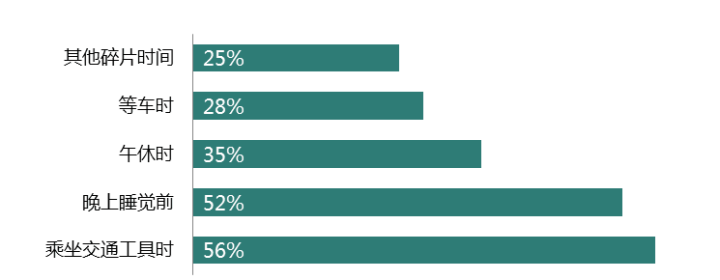 其他碎片时间 25%
等车时 28%
午休时 35%
晚上睡觉前 52%
乘坐交通工具时 56%